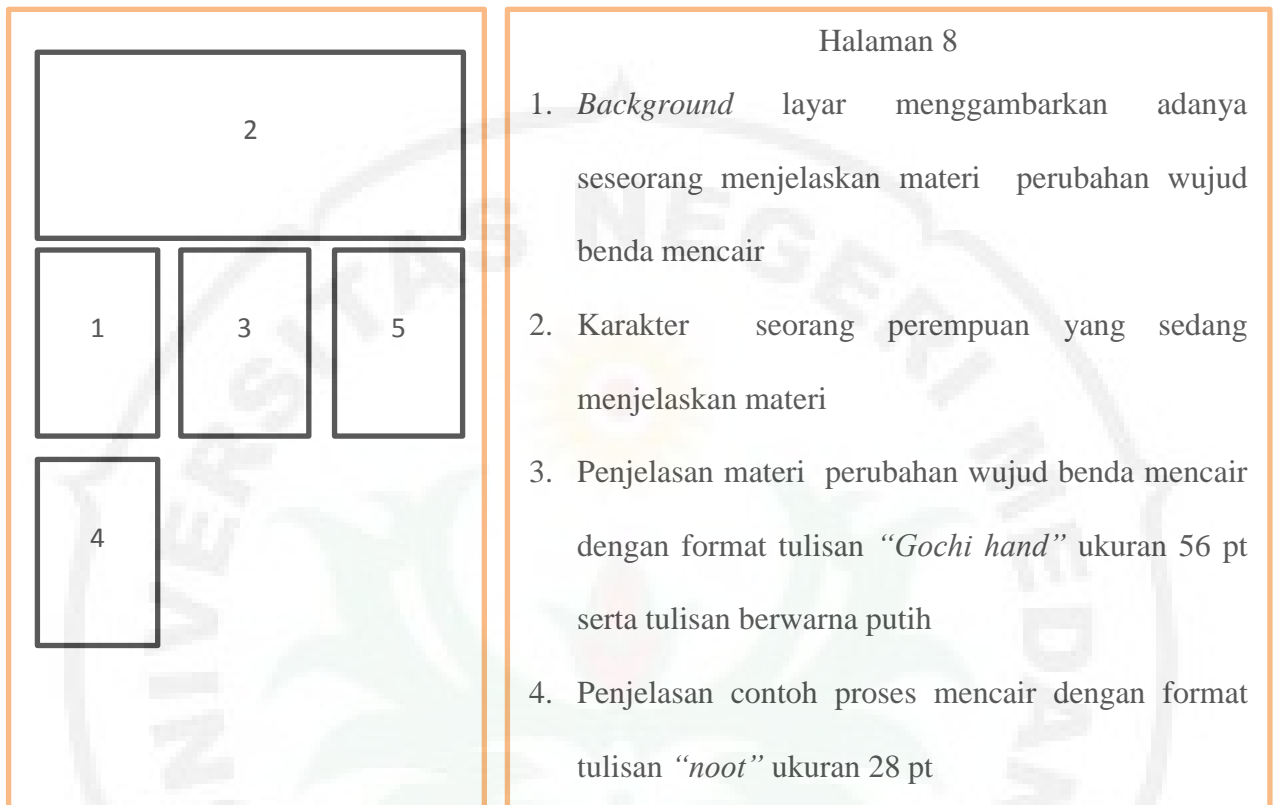 2
1 3 5
4
Halaman 8
1. Background layar menggambarkan adanya
seseorang menjelaskan materi perubahan wujud
benda mencair
2. Karakter seorang perempuan yang sedang
menjelaskan materi
3. Penjelasan materi perubahan wujud benda mencair
dengan format tulisan “Gochi hand” ukuran 56 pt
serta tulisan berwarna putih
4. Penjelasan contoh proses mencair dengan format
tulisan “noot” ukuran 28 pt